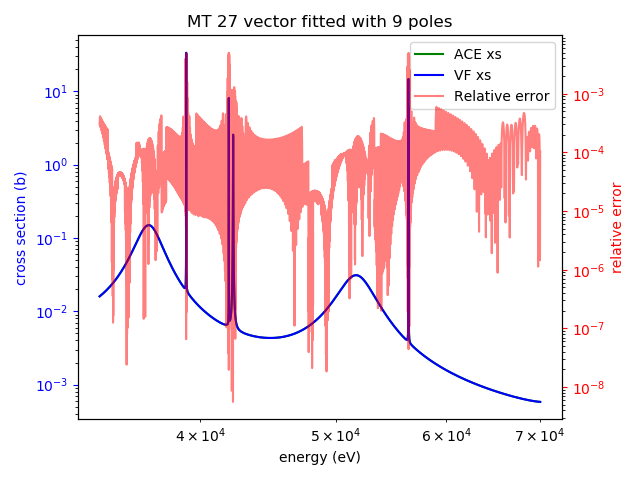 MT 27 vector fitted with 9 poles
ACE xs
VF xs
Relative error
cross section (b)
10¹
10⁰
10⁻¹
10⁻²
10⁻³
10⁻³
10⁻⁴
10⁻⁵
10⁻⁶
10⁻⁷
10⁻⁸
relative error
4 × 10⁴
5 × 10⁴
6 × 10⁴
7 × 10⁴
energy (eV)